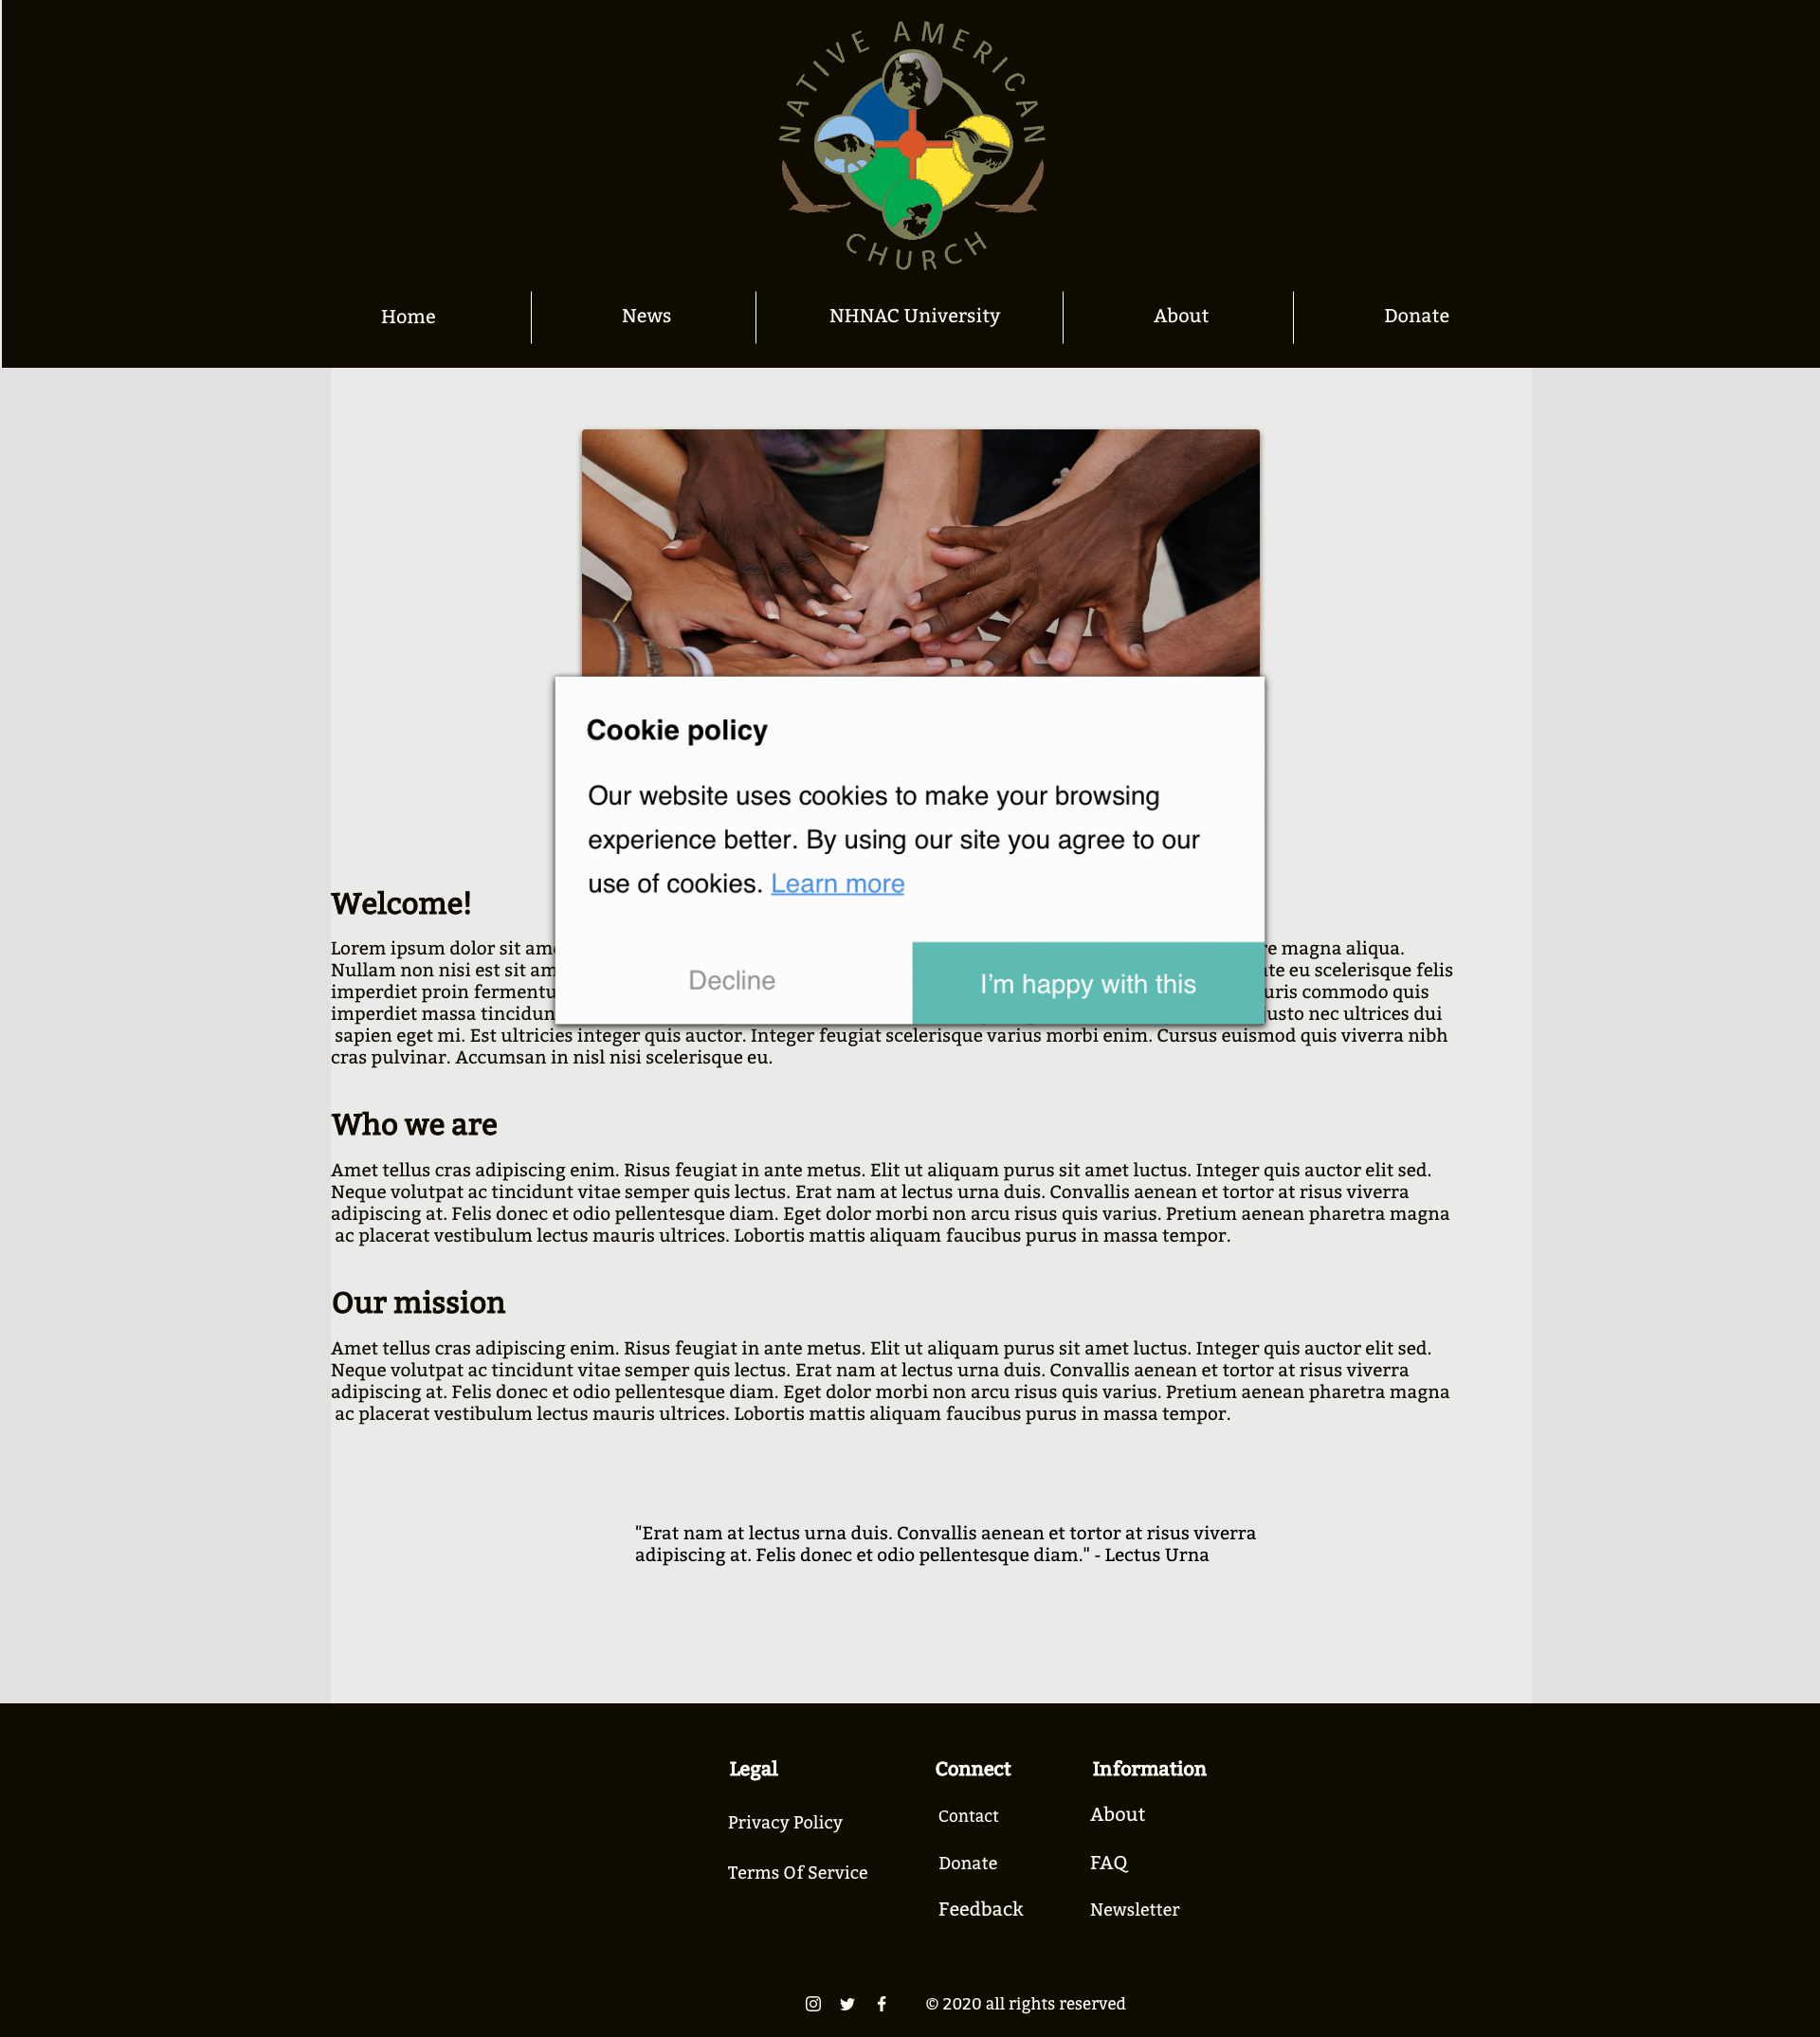 NATIVE AMERICAN
CHURCH
Home
News
NHNAC University
About
Donate
Cookie policy
Our website uses cookies to make your browsing
experience better. By using our site you agree to our
use of cookies. Learn more
Decline
I'm happy with this
Welcome!
Lorem ipsum dolor sit magna aliqua.
Nullam non nisi est sit eu scelerisque felis
imperdiet proin commodo quis
imperdiet massa nec ultrices dui
sapien eget mi. Est ultricies integer quis auctor. Integer feugiat scelerisque varius morbi enim. Cursus euismod quis viverra nibh
cras pulvinar. Accumsan in nisl nisi scelerisque eu.
Who we are
Amet tellus cras adipiscing enim. Risus feugiat in ante metus. Elit ut aliquam purus sit amet luctus. Integer quis auctor elit sed.
Neque volutpat ac tincidunt vitae semper quis lectus. Erat nam at lectus urna duis. Convallis aenean et tortor at risus viverra
adipiscing at. Felis donec et odio pellentesque diam. Eget dolor morbi non arcu risus quis varius. Pretium aenean pharetra magna
ac placerat vestibulum lectus mauris ultrices. Lobortis mattis aliquam faucibus purus in massa tempor.
Our mission
Amet tellus cras adipiscing enim. Risus feugiat in ante metus. Elit ut aliquam purus sit amet luctus. Integer quis auctor elit sed.
Neque volutpat ac tincidunt vitae semper quis lectus. Erat nam at lectus urna duis. Convallis aenean et tortor at risus viverra
adipiscing at. Felis donec et odio pellentesque diam. Eget dolor morbi non arcu risus quis varius. Pretium aenean pharetra magna
ac placerat vestibulum lectus mauris ultrices. Lobortis mattis aliquam faucibus purus in massa tempor.
"Erat nam at lectus urna duis. Convallis aenean et tortor at risus viverra
adipiscing at. Felis donec et odio pellentesque diam." - Lectus Urna
Legal
Privacy Policy
Terms Of Service
Connect
Contact
Donate
Feedback
Information
About
FAQ
Newsletter
© 2020 all rights reserved